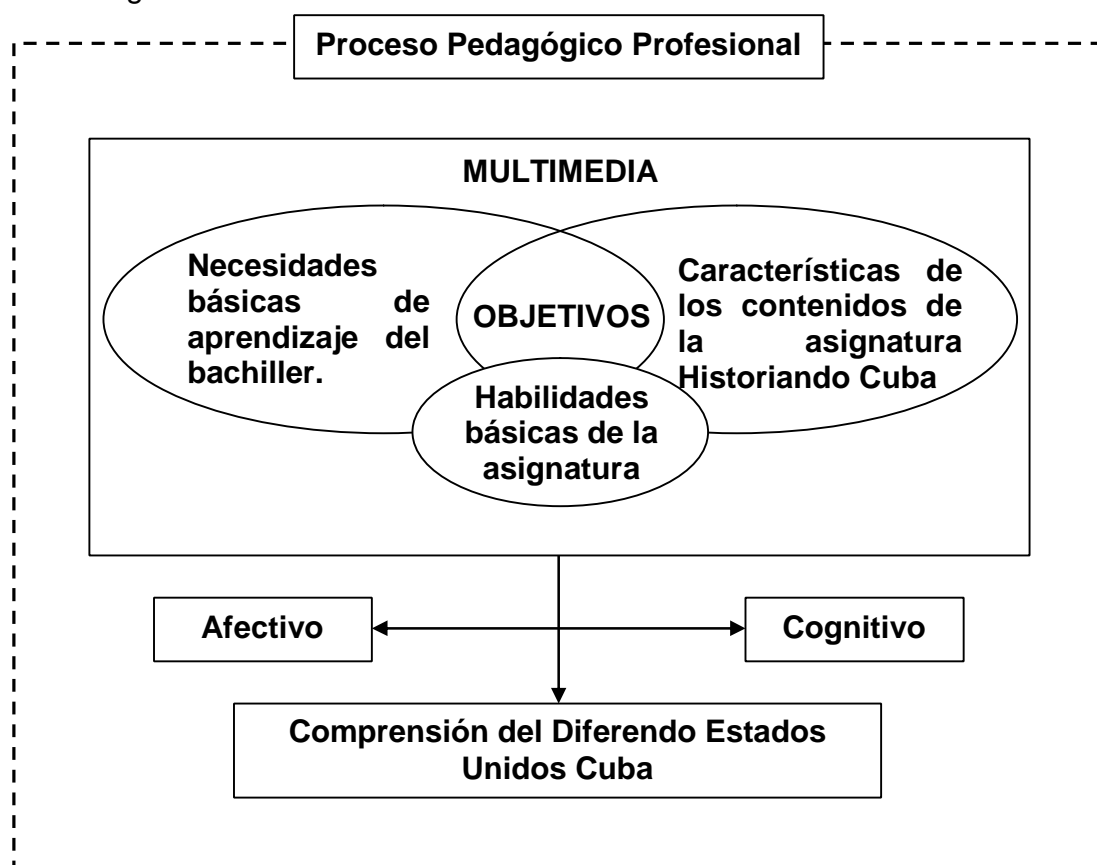 Proceso Pedagógico Profesional
MULTIMEDIA
Necesidades
básicas de
aprendizaje del
bachiller.
OBJETIVOS
Características de
los contenidos de
la asignatura
Historiando Cuba
Habilidades
básicas de la
asignatura
Afectivo
Cognitivo
Comprensión del Diferendo Estados
Unidos Cuba